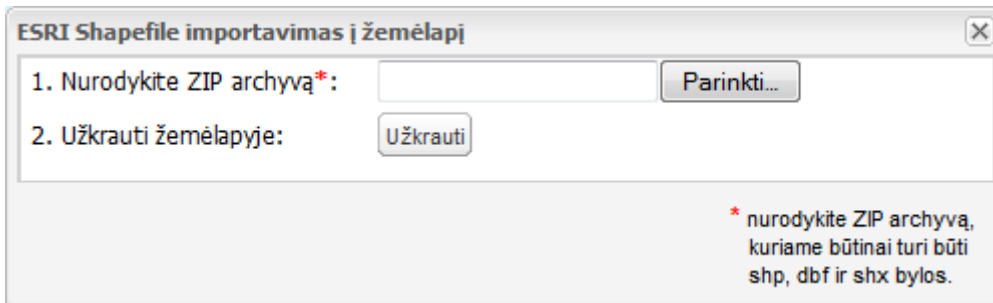 ESRI Shapefile importavimas į žemėlapį
1. Nurodykite ZIP archyvą*: Parinkti...
2. Užkrauti žemėlapyje: Užkrauti
* nurodykite ZIP archyvą,
kuriame būtinai turi būti
shp, dbf ir shx bylos.